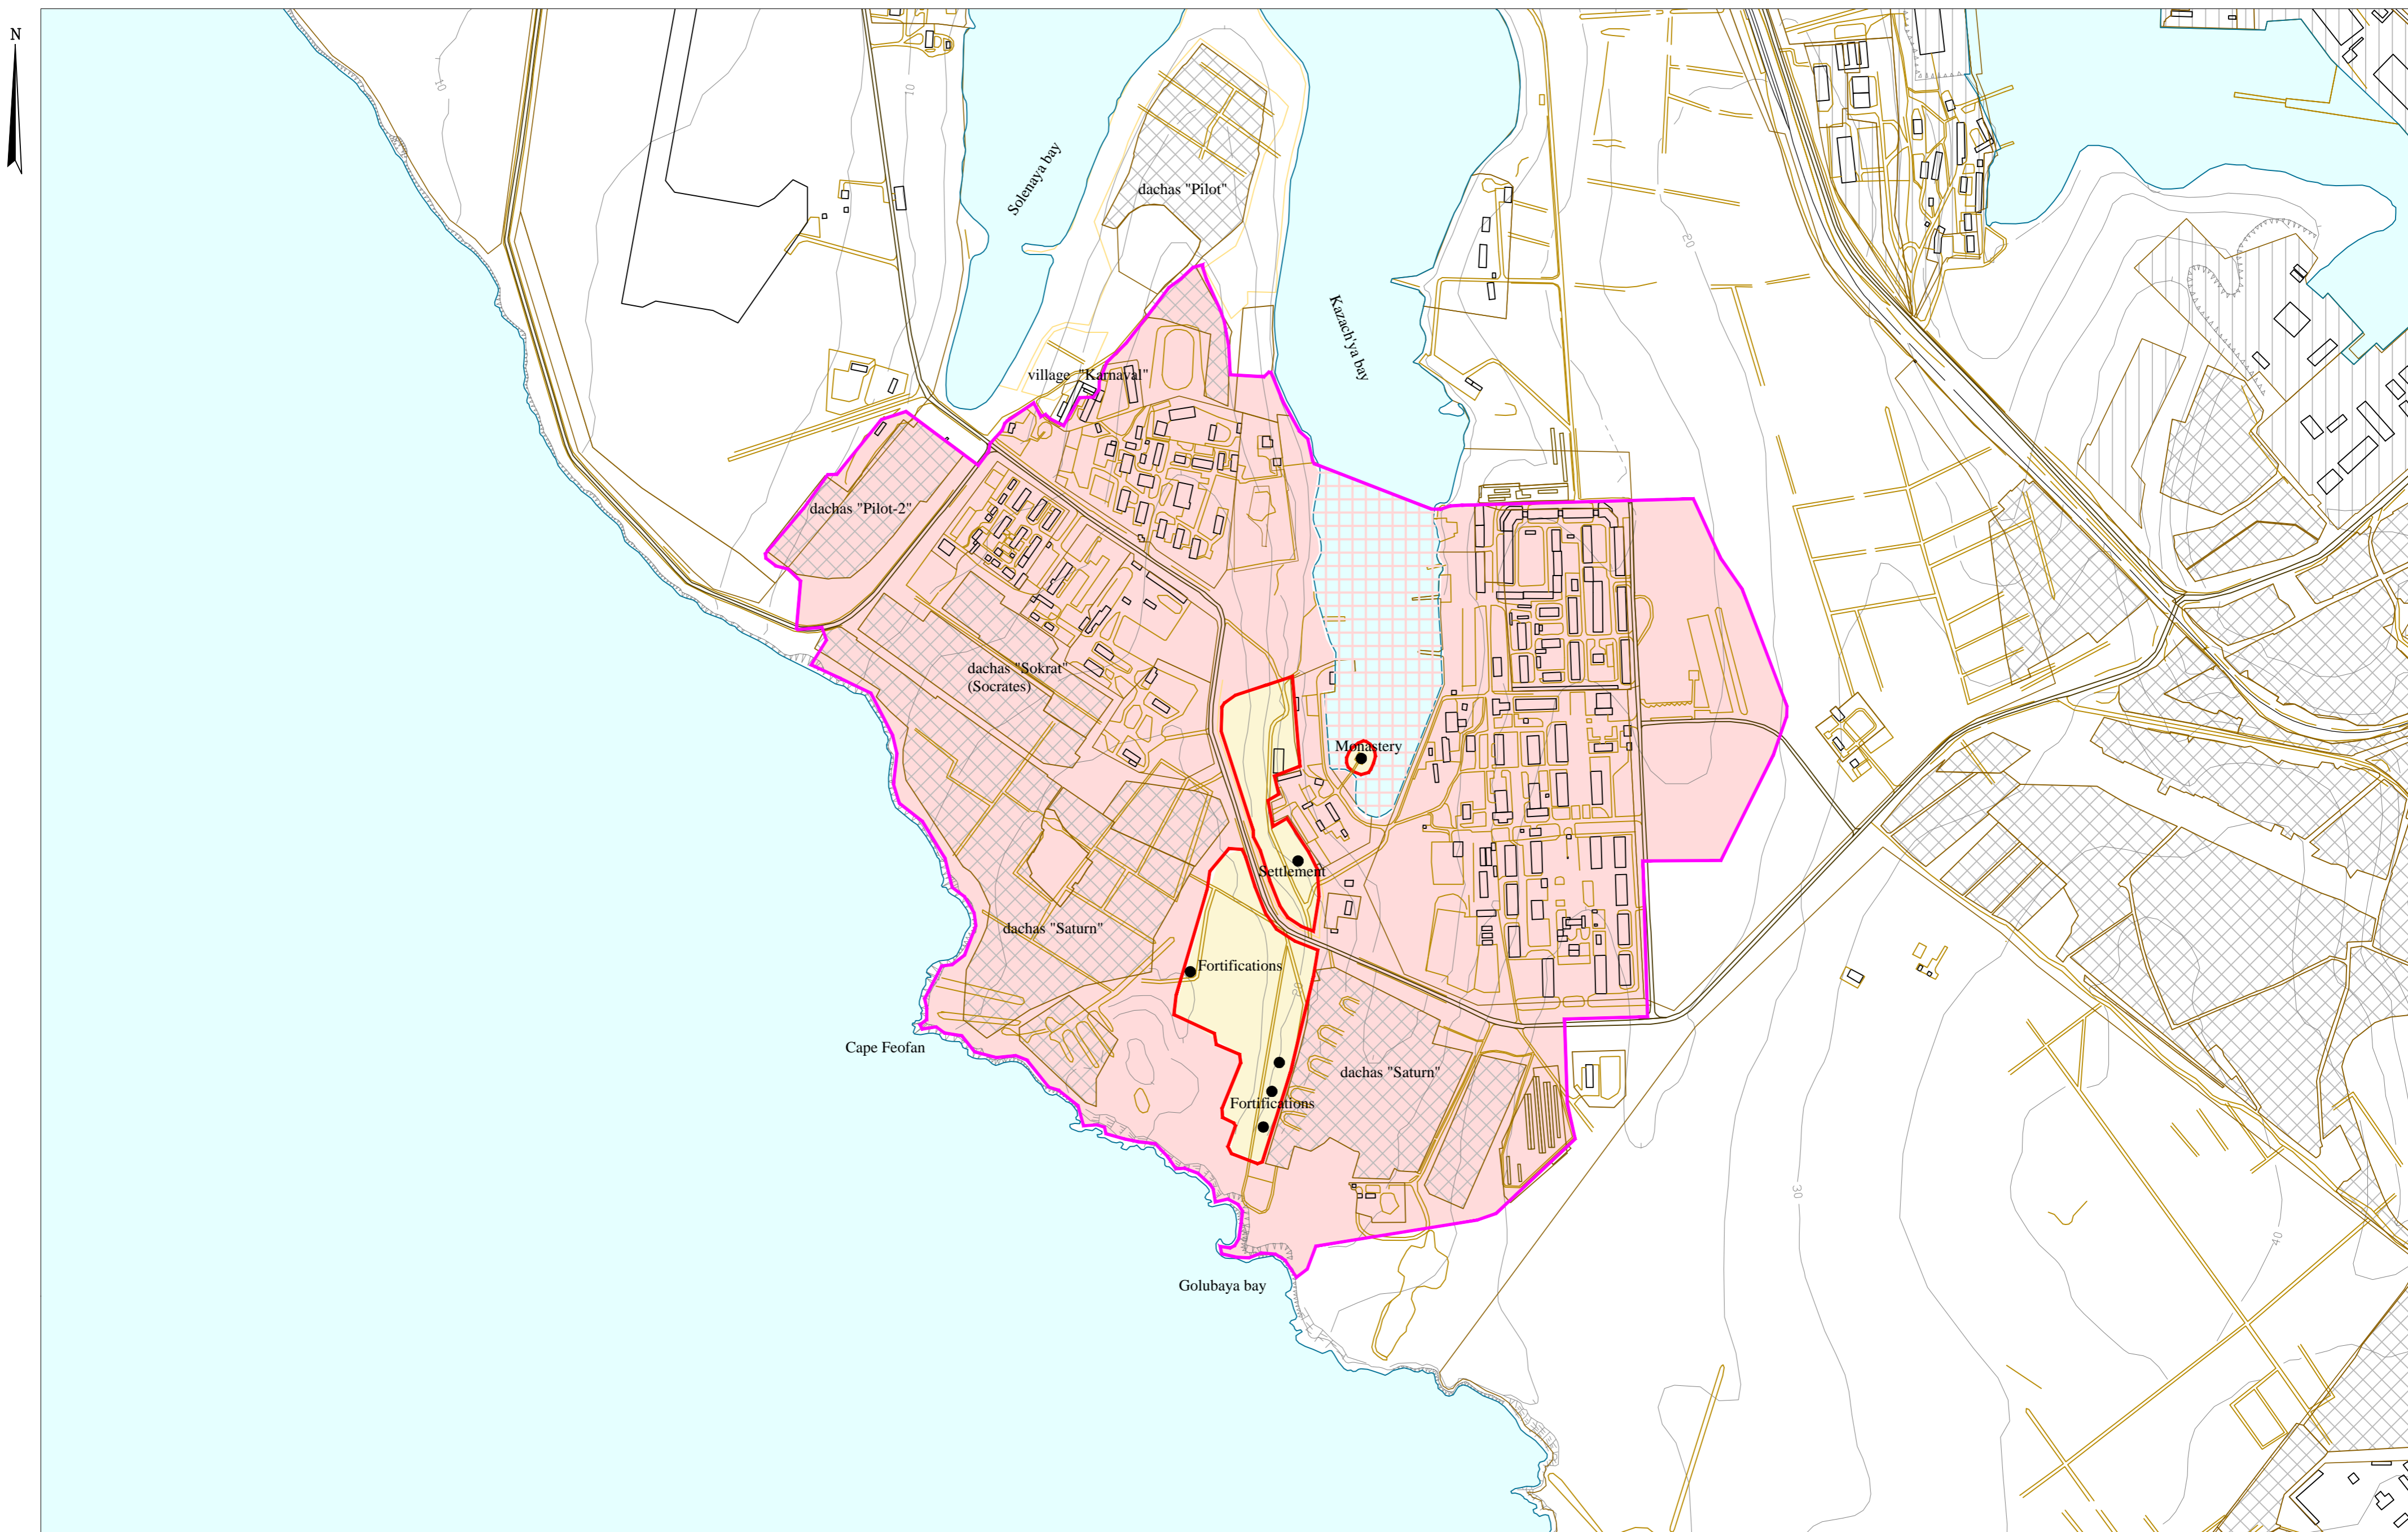 N
10
10
Solenaya bay
dachas "Pilot"
20
Kazach'ya bay
village "Karnaval"
dachas "Pilot-2"
dachas "Sokrat"
(Socrates)
Monastery
Settlement
dachas "Saturn"
Fortifications
20
Cape Feofan
dachas "Saturn"
Fortifications
30
40
Golubaya bay